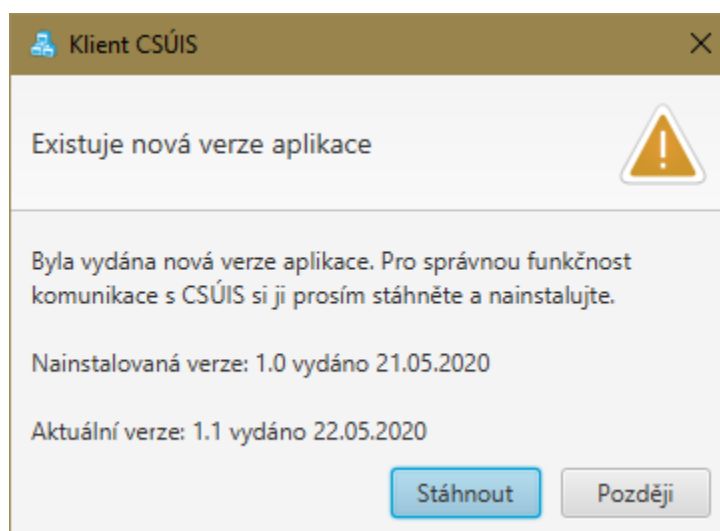 Klient CSÚIS
Existuje nová verze aplikace
Byla vydána nová verze aplikace. Pro správnou funkčnost
komunikace s CSÚIS si ji prosím stáhněte a nainstalujte.
Nainstalovaná verze: 1.0 vydáno 21.05.2020
Aktuální verze: 1.1 vydáno 22.05.2020
Stáhnout
Později